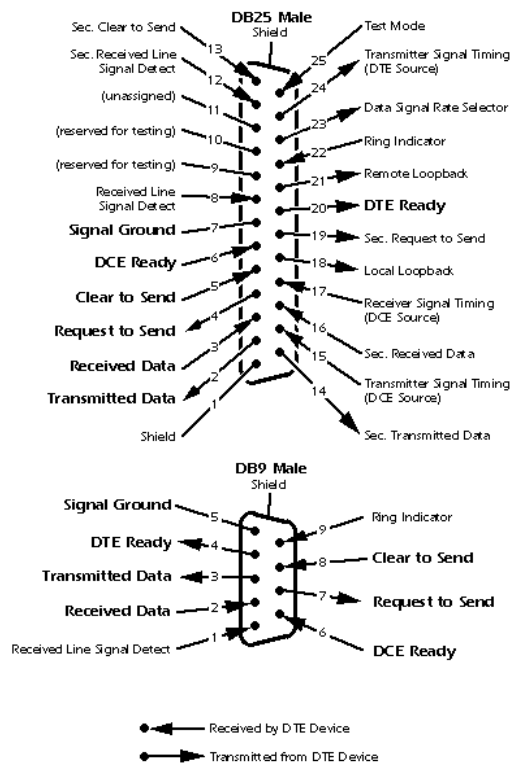 DB25 Male
Shield
Sec. Clear to Send
13
Sec. Received Line
Signal Detect
12
(unassigned)
11
(reserved for testing)
10
(reserved for testing)
9
Received Line
Signal Detect
8
Signal Ground
7
DCE Ready
6
Clear to Send
5
Request to Send
4
Received Data
3
Transmitted Data
2
Shield
1
Test Mode
25
Transmitter Signal Timing
(DTE Source)
24
Data Signal Rate Selector
23
Ring Indicator
22
Remote Loopback
21
DTE Ready
20
Sec. Request to Send
19
Local Loopback
18
Receiver Signal Timing
(DCE Source)
17
Sec. Received Data
16
Transmitter Signal Timing
(DCE Source)
15
Sec. Transmitted Data
14
DB9 Male
Shield
Signal Ground
5
DTE Ready
4
Transmitted Data
3
Received Data
2
Received Line Signal Detect
1
Ring Indicator
9
Clear to Send
8
Request to Send
7
DCE Ready
6
Received by DTE Device
Transmitted from DTE Device